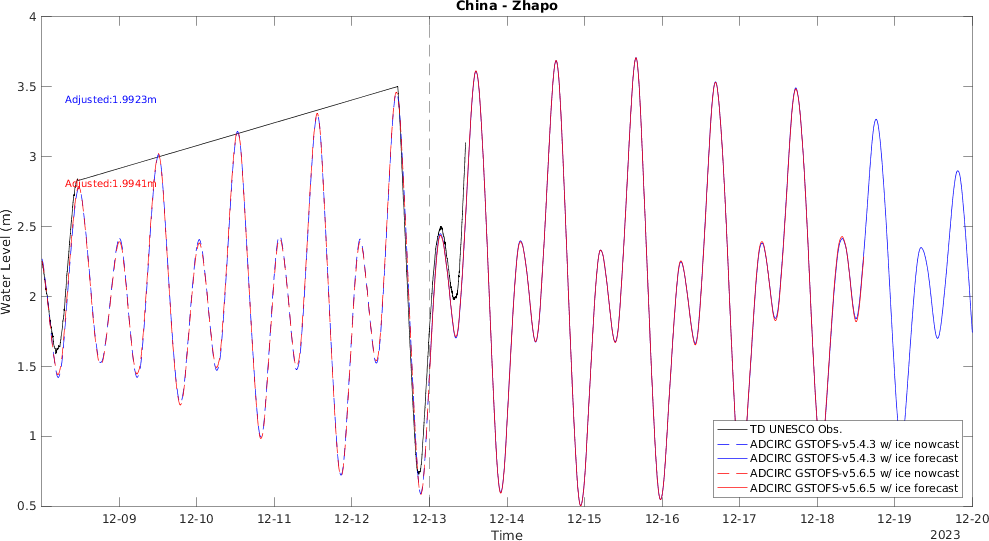 China - Zhapo
4
3.5
3
2.5
2
1.5
1
0.5
Water Level (m)
Adjusted:1.9923m
Adjusted:1.9941m
TD UNESCO Obs.
ADCIRC GSTOFS-v5.4.3 w/ ice nowcast
ADCIRC GSTOFS-v5.4.3 w/ ice forecast
ADCIRC GSTOFS-v5.6.5 w/ ice nowcast
ADCIRC GSTOFS-v5.6.5 w/ ice forecast
12-09 12-10 12-11 12-12 12-13 12-14 12-15 12-16 12-17 12-18 12-19 12-20
Time
2023